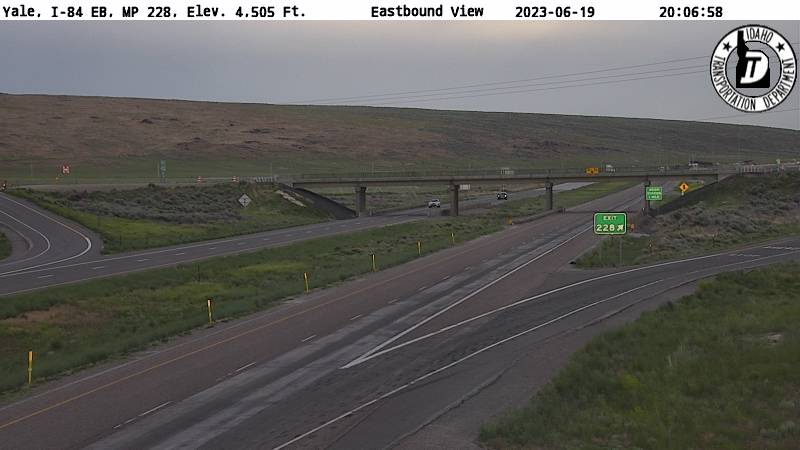 Yale, I-84 EB, MP 228, Elev. 4,505 Ft. Eastbound View 2023-06-19 20:06:58
IDAHO
TRANSPORTATION DEPARTMENT
EXIT
228